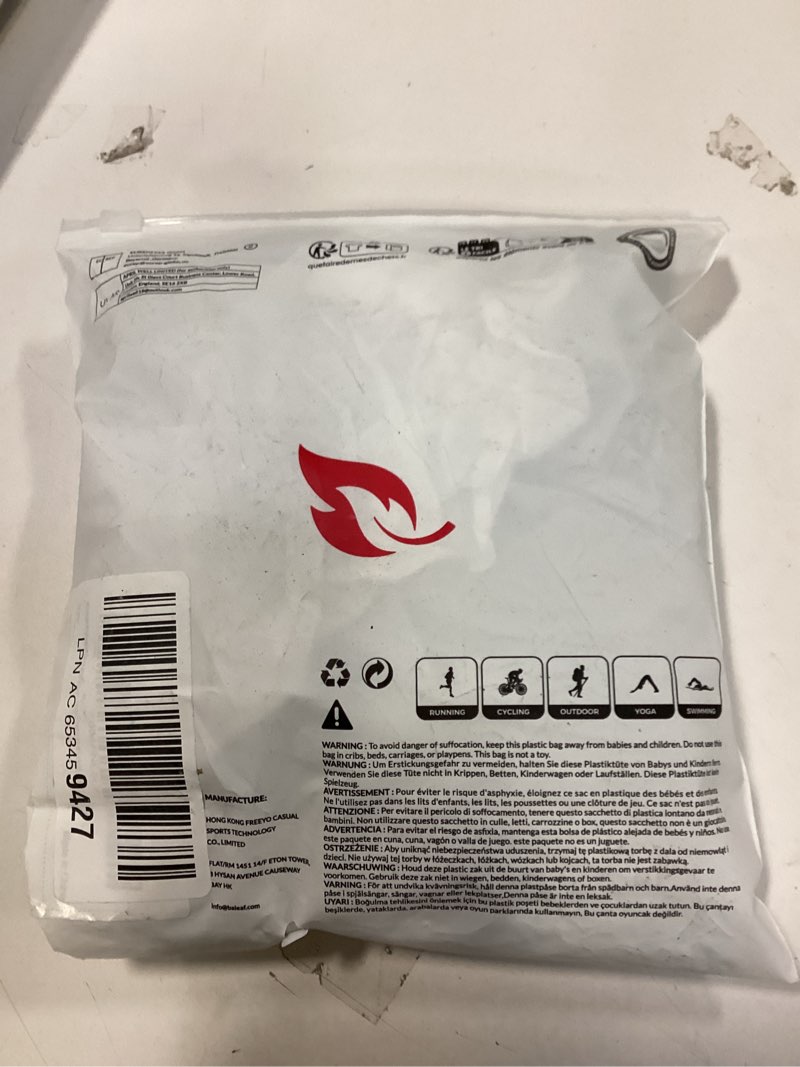 quefairedemesdechets.fr
APEX WELL LIMITED (for authorities only)
England, SE14
LPN AC 653459427
RUNNING
CYCLING
OUTDOOR
YOGA
SWIMMING
WARNING : To avoid danger of suffocation, keep this plastic bag away from babies and children. Do not use this
bag in cribs, beds, carriages, or playpens. This bag is not a toy.
WARNUNG : Um Erstickungsgefahr zu vermeiden, halten Sie diese Plastiktüte von Babys und Kindern fern
Verwenden Sie diese Tüte nicht in Krippen, Betten, Kinderwagen oder Laufställen. Diese Plastiktüte ist kein
Spielzeug.
AVERTISSEMENT : Pour éviter le risque d'asphyxie, éloignez ce sac en plastique des bébés et des enfants.
Ne l'utilisez pas dans les lits d'enfants, les lits, les poussettes ou une clôture de jeu. Ce sac n'est pas
ATTENZIONE : Per evitare il pericolo di soffocamento, tenere questo sacchetto di plastica lontano da neonati e
bambini. Non utilizzare questo sacchetto in culle, letti, carrozzine o box, questo sacchetto non è un giocattolo
ADVERTENCIA : Para evitar el riesgo de asfixia, mantenga esta bolsa de plástico alejada de bebés y niños. No use
este paquete en cuna, cuna, vagón o valla de juego. este paquete no es un juguete.
OSTRZEŻENIE : Aby uniknąć niebezpieczeństwa uduszenia, trzymaj tę plastikową torbę z dala od niemowląt i
dzieci. Nie używaj tej torby w łóżeczkach, łóżkach, wózkach lub kojcach, ta torba nie jest zabawką.
WAARSCHUWING : Houd deze plastic zak uit de buurt van baby's en kinderen om verstikkingsgevaar te
voorkomen. Gebruik deze zak niet in wiegen, bedden, kinderwagens of boxen.
VARNING : För att undvika kvävningsrisk, håll denna plastpåse borta från spädbarn och barn.Använd inte denna
påse i spjälsängar, sängar, vagnar eller lekplatser.Denna påse är inte en leksak.
UYARI : Boğulma tehlikesini önlemek için bu plastik poşeti bebeklerden ve çocuklardan uzak tutun. Bu çantayı
beşiklerde, yataklarda, arabalarda veya oyun parklarında kullanmayın, Bu çanta oyuncak değildir.
MANUFACTURE:
HONG KONG FREEYO CASUAL
SPORTS TECHNOLOGY
CO., LIMITED
FLAT/RM 1451 14/F ETON TOWER,
8 HYSAN AVENUE CAUSEWAY
BAY HK
Info@baleaf.com